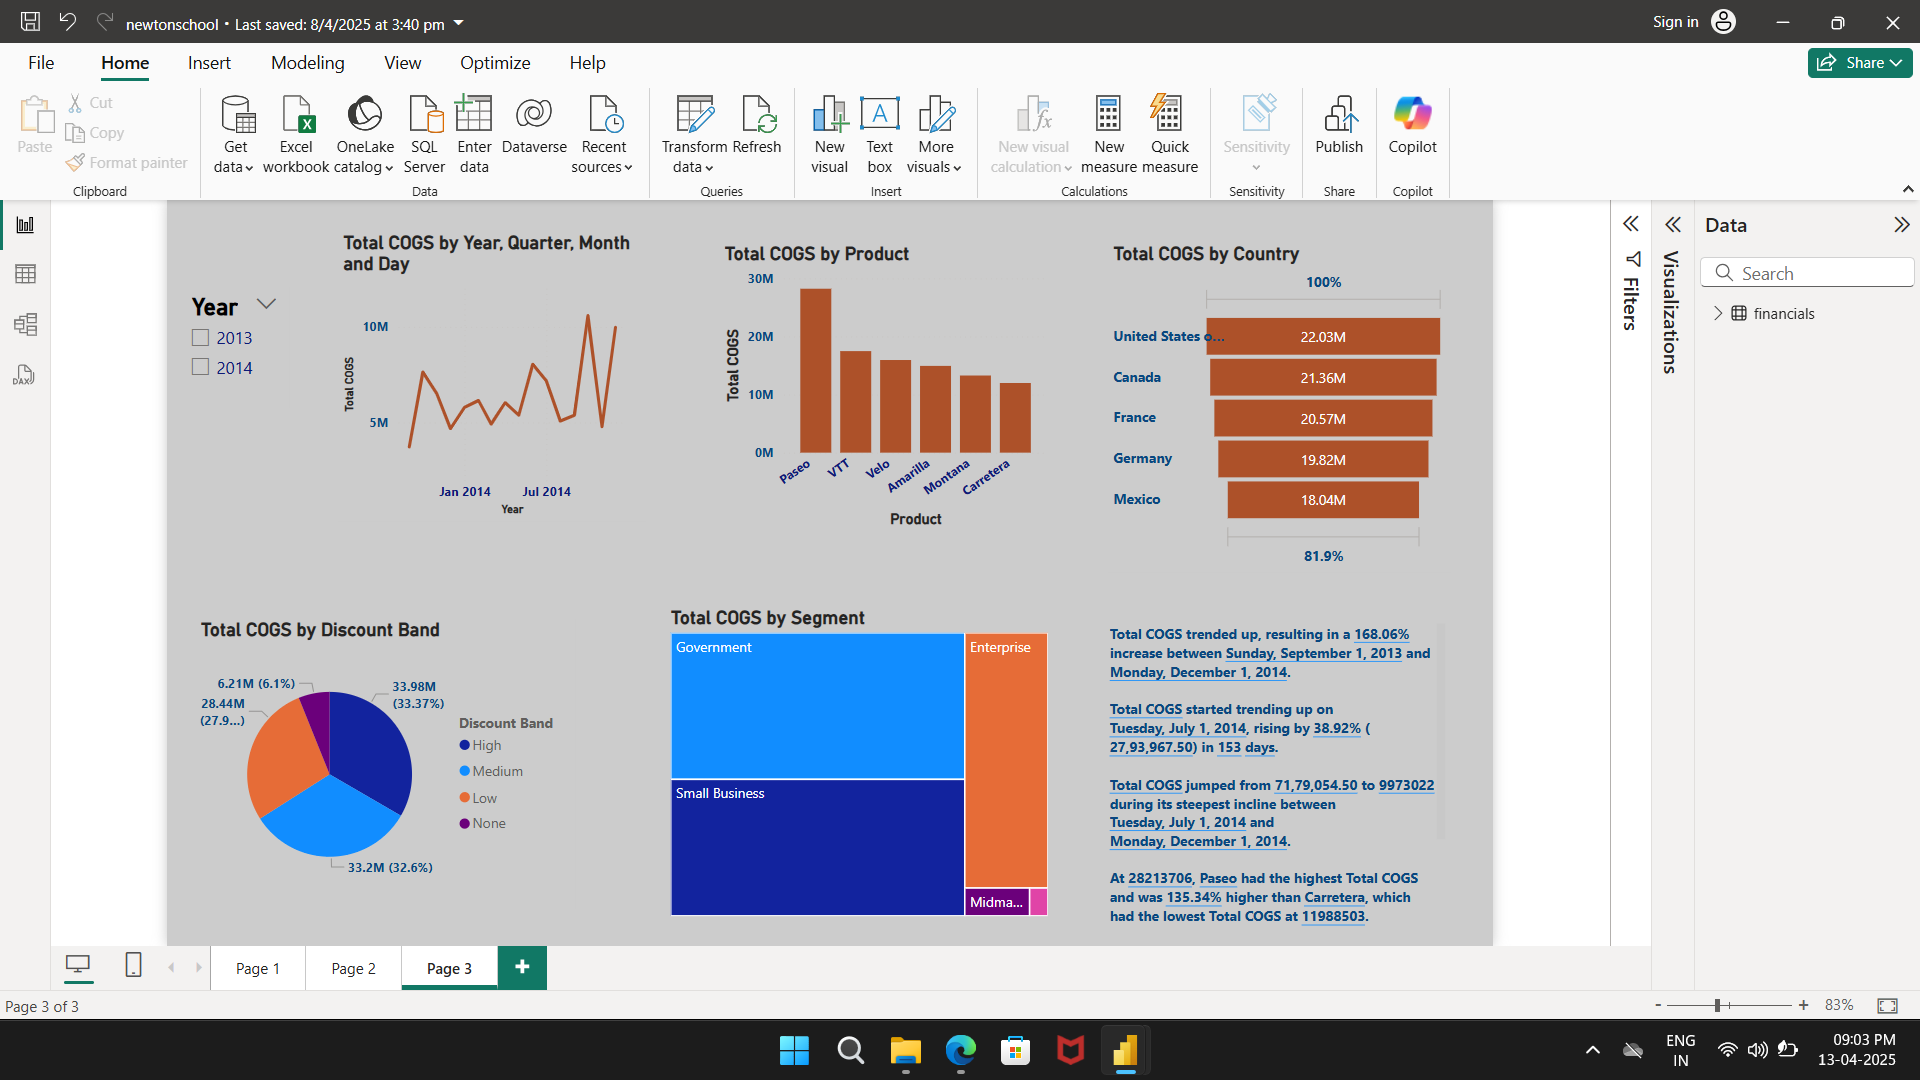 newtonschool • Last saved: 8/4/2025 at 3:40 pm
Sign in
File Home Insert Modeling View Optimize Help
Share
Paste
Cut
Copy
Format painter
Clipboard
Get data
Excel workbook
OneLake catalog
SQL Server
Enter data
Dataverse
Recent sources
Data
Transform data
Refresh
Queries
New visual
Text box
More visuals
Insert
New visual calculation
New measure
Quick measure
Calculations
Sensitivity
Sensitivity
Publish
Share
Copilot
Copilot
DAX
Year
2013
2014
Total COGS by Year, Quarter, Month
and Day
Total COGS
10M
5M
Jan 2014 Jul 2014
Year
Total COGS by Product
Total COGS
30M
20M
10M
0M
Paseo VTT Velo Amarilla Montana Carretera
Product
Total COGS by Country
100%
United States o... 22.03M
Canada 21.36M
France 20.57M
Germany 19.82M
Mexico 18.04M
81.9%
Total COGS by Discount Band
6.21M (6.1%)
28.44M
(27.9...)
33.98M
(33.37%)
33.2M (32.6%)
Discount Band
High
Medium
Low
None
Total COGS by Segment
Government
Small Business
Enterprise
Midma...
Total COGS trended up, resulting in a 168.06%
increase between Sunday, September 1, 2013 and
Monday, December 1, 2014.
Total COGS started trending up on
Tuesday, July 1, 2014, rising by 38.92% (
27,93,967.50) in 153 days.
Total COGS jumped from 71,79,054.50 to 9973022
during its steepest incline between
Tuesday, July 1, 2014 and
Monday, December 1, 2014.
At 28213706, Paseo had the highest Total COGS
and was 135.34% higher than Carretera, which
had the lowest Total COGS at 11988503.
Filters
Visualizations
Data
Search
financials
Page 1
Page 2
Page 3
+
Page 3 of 3
- + 83%
ENG
IN
09:03 PM
13-04-2025